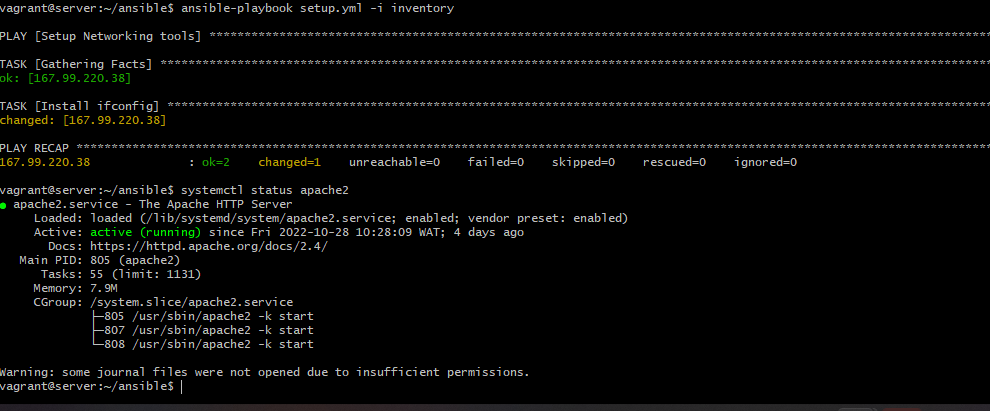 vagrant@server:~/ansible$ ansible-playbook setup.yml -i inventory
PLAY [Setup Networking tools] ****************************************************************************************************************
TASK [Gathering Facts] ***********************************************************************************************************************
ok: [167.99.220.38]
TASK [Install ifconfig] **********************************************************************************************************************
changed: [167.99.220.38]
PLAY RECAP ***********************************************************************************************************************************
167.99.220.38              : ok=2    changed=1    unreachable=0    failed=0    skipped=0    rescued=0    ignored=0
vagrant@server:~/ansible$ systemctl status apache2
● apache2.service - The Apache HTTP Server
     Loaded: loaded (/lib/systemd/system/apache2.service; enabled; vendor preset: enabled)
     Active: active (running) since Fri 2022-10-28 10:28:09 WAT; 4 days ago
       Docs: https://httpd.apache.org/docs/2.4/
   Main PID: 805 (apache2)
      Tasks: 55 (limit: 1131)
     Memory: 7.9M
     CGroup: /system.slice/apache2.service
             ├─805 /usr/sbin/apache2 -k start
             ├─807 /usr/sbin/apache2 -k start
             └─808 /usr/sbin/apache2 -k start
Warning: some journal files were not opened due to insufficient permissions.
vagrant@server:~/ansible$